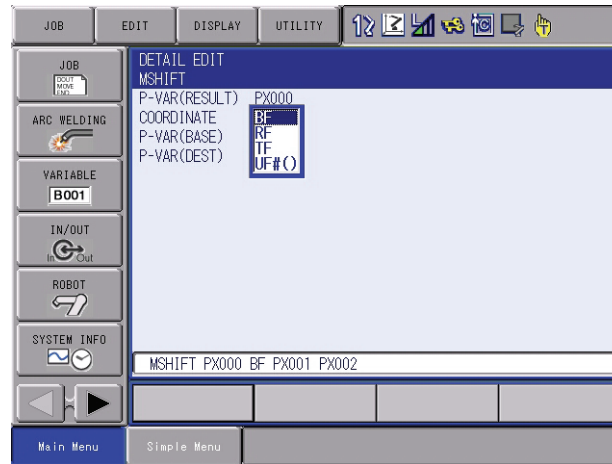 JOB EDIT DISPLAY UTILITY
JOB
DOUT
MOVE
END
ARC WELDING
VARIABLE
B001
IN/OUT
In Out
ROBOT
SYSTEM INFO
DETAIL EDIT
MSHIFT
P-VAR(RESULT) PX000
COORDINATE BF
P-VAR(BASE) RF
P-VAR(DEST) TF
UF#()
MSHIFT PX000 BF PX001 PX002
Main Menu Simple Menu